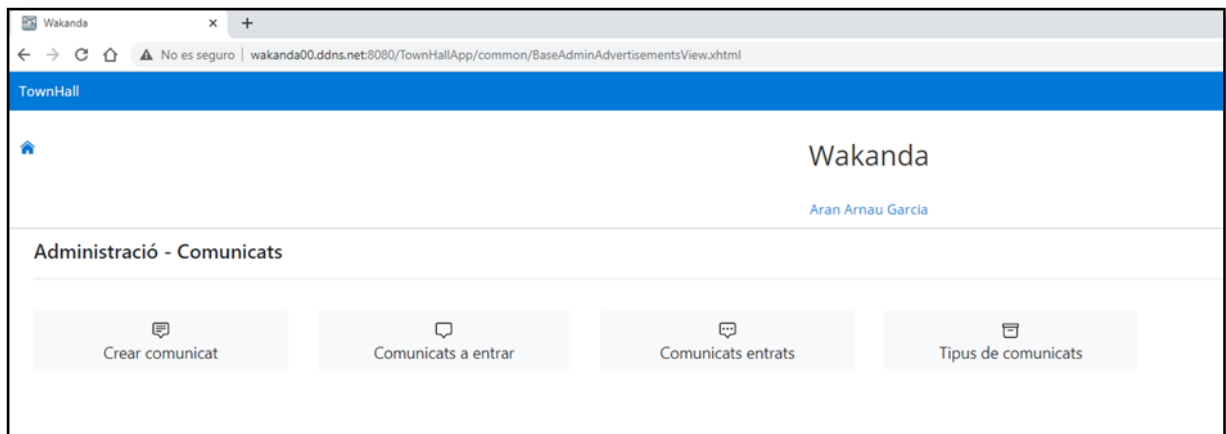 Wakanda
No es seguro | wakanda00.ddns.net:8080/TownHallApp/common/BaseAdminAdvertisementsView.xhtml
TownHall
Wakanda
Aran Arnau Garcia
Administració - Comunicats
Crear comunicat
Comunicats a entrar
Comunicats entrats
Tipus de comunicats